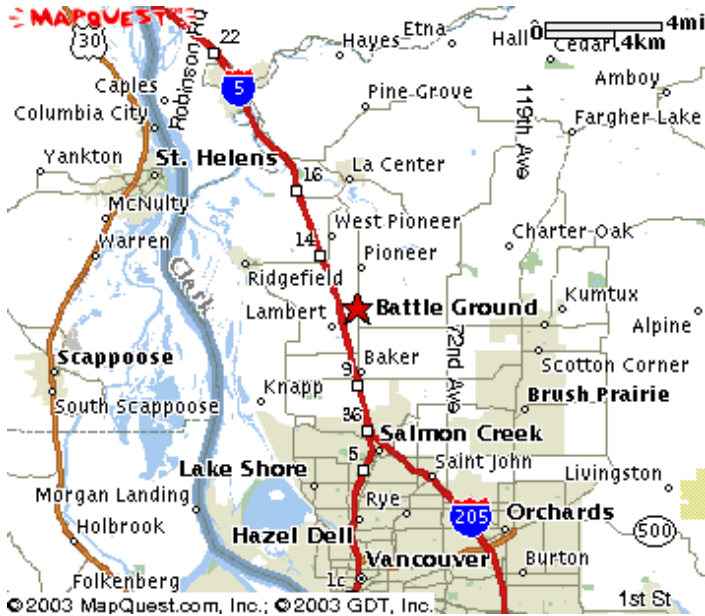 MAPQUEST
30
22
Etna
Hall
0
4mi
.4km
Cedar
Hayes
5
Caples
Robinson Rd
Columbia City
Pine Grove
119th Ave
Amboy
Fargher Lake
Yankton
St. Helens
La Center
16
McNulty
West Pioneer
Warren
14
Pioneer
Charter Oak
Clark
Ridgefield
Lambert
Battle Ground
Kumtux
Alpine
72nd Ave
Scappoose
Baker
9
Scotton Corner
South Scappoose
Knapp
Brush Prairie
36
Salmon Creek
5
Lake Shore
Saint John
Livingston
Morgan Landing
Rye
205
Orchards
500
Holbrook
Hazel Dell
Vancouver
Burton
Folkenberg
1c
1st St
©2003 MapQuest.com, Inc.; ©2003 GDT, Inc.